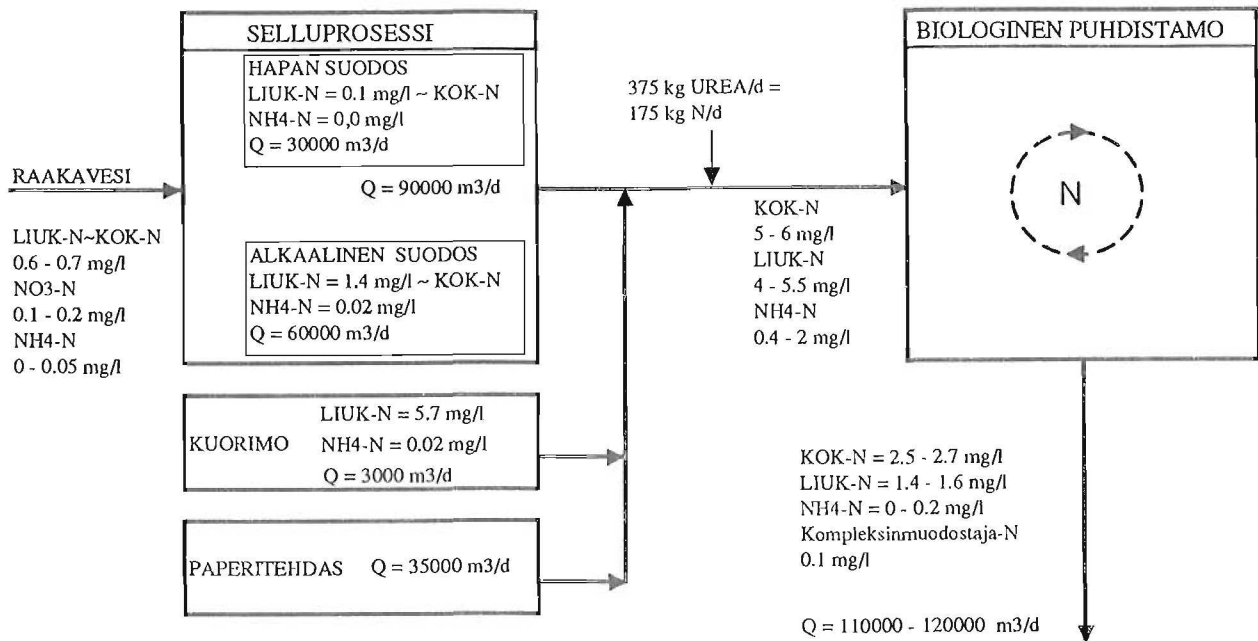 SELLUPROSESSI
HAPAN SUODOS
LIUK-N = 0.1 mg/l ~ KOK-N
NH4-N = 0,0 mg/l
Q = 30000 m3/d
Q = 90000 m3/d
ALKAALINEN SUODOS
LIUK-N = 1.4 mg/l ~ KOK-N
NH4-N = 0.02 mg/l
Q = 60000 m3/d
RAAKAVESI
LIUK-N~KOK-N
0.6 - 0.7 mg/l
NO3-N
0.1 - 0.2 mg/l
NH4-N
0 - 0.05 mg/l
KUORIMO
LIUK-N = 5.7 mg/l
NH4-N = 0.02 mg/l
Q = 3000 m3/d
PAPERITEHDAS Q = 35000 m3/d
375 kg UREA/d =
175 kg N/d
KOK-N
5 - 6 mg/l
LIUK-N
4 - 5.5 mg/l
NH4-N
0.4 - 2 mg/l
BIOLOGINEN PUHDISTAMO
N
KOK-N = 2.5 - 2.7 mg/l
LIUK-N = 1.4 - 1.6 mg/l
NH4-N = 0 - 0.2 mg/l
Kompleksinmuodostaja-N
0.1 mg/l
Q = 110000 - 120000 m3/d